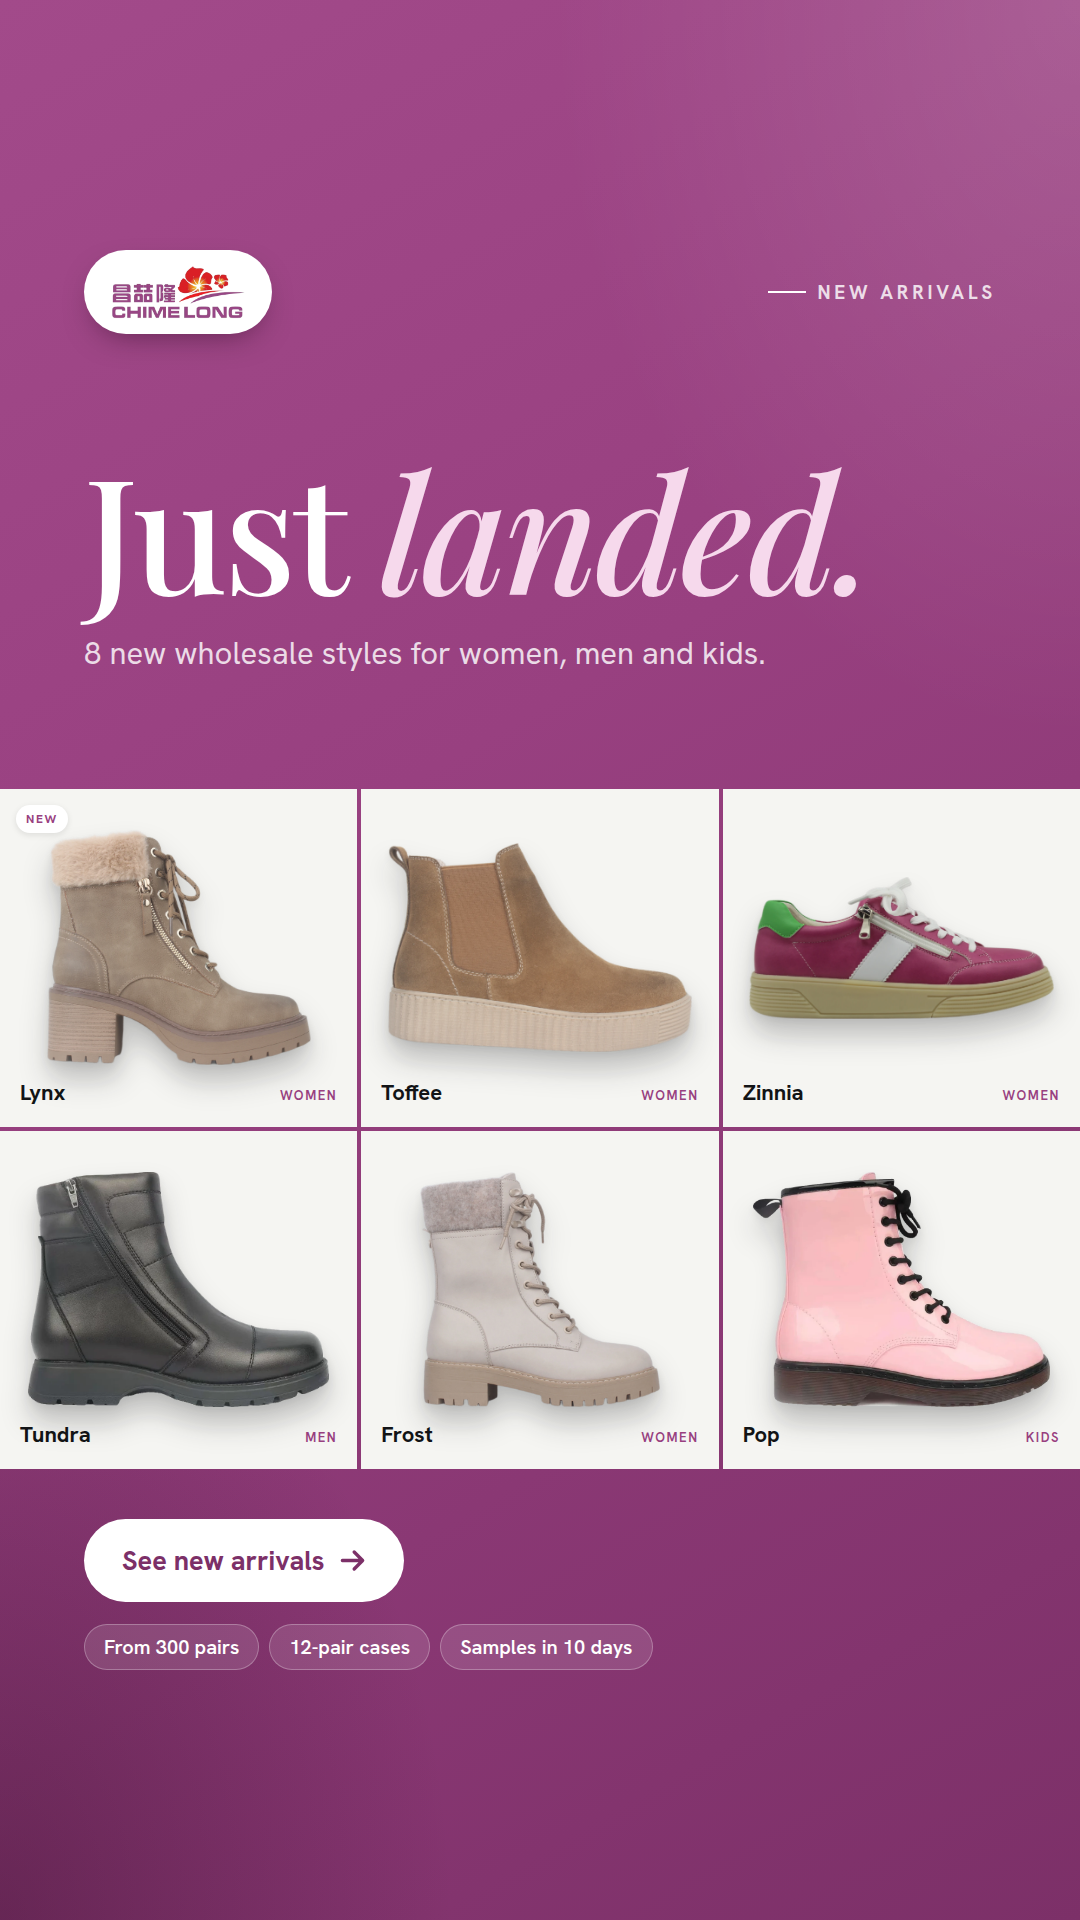 昌喆隆
CHIME LONG
NEW ARRIVALS
Just landed.
8 new wholesale styles for women, men and kids.
NEW
Lynx WOMEN
Toffee WOMEN
Zinnia WOMEN
Tundra MEN
Frost WOMEN
Pop KIDS
See new arrivals →
From 300 pairs
12-pair cases
Samples in 10 days